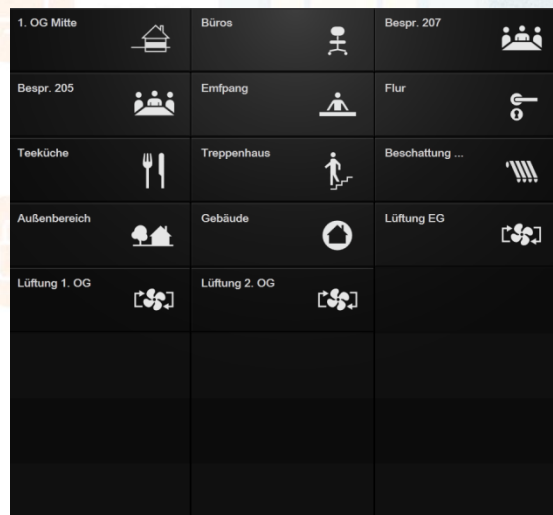 1. OG Mitte
Büros
Bespr. 207
Bespr. 205
Emfpang
Flur
Teeküche
Treppenhaus
Beschattung ...
Außenbereich
Gebäude
Lüftung EG
Lüftung 1. OG
Lüftung 2. OG